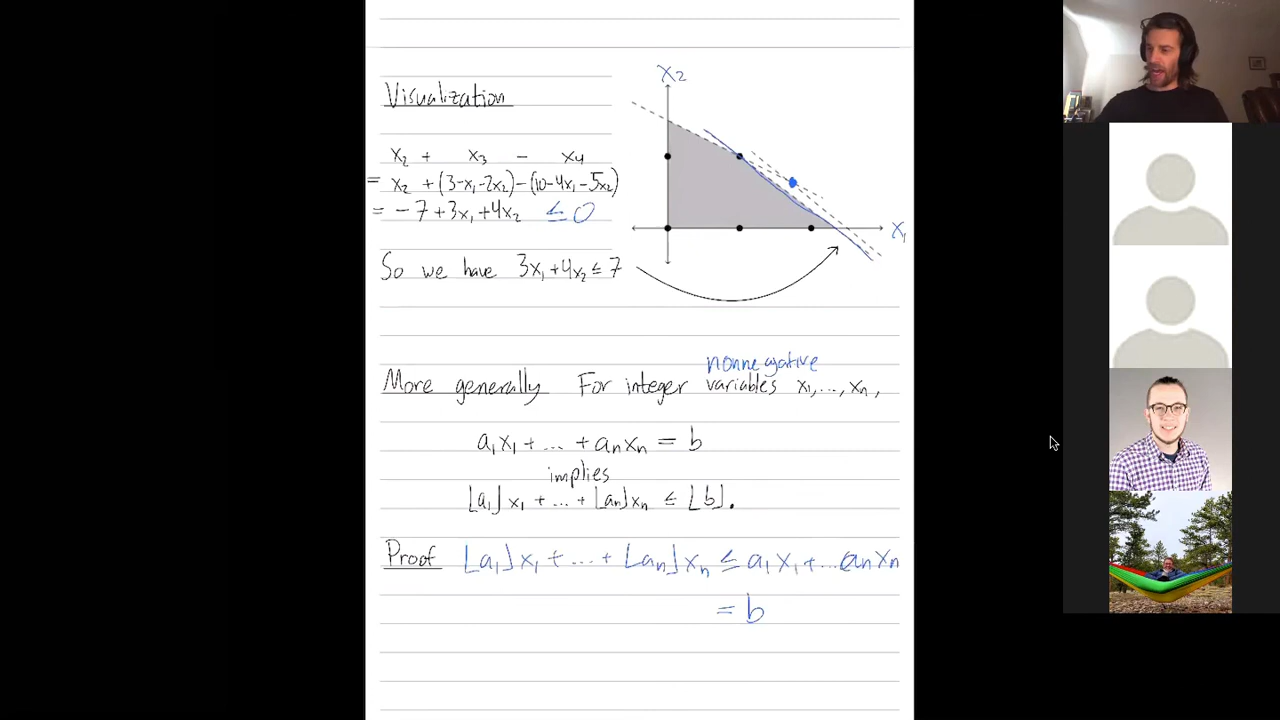 Visualization
x₂ + x₃ - x₄
= x₂ + (3-x₁-2x₂) - (10-4x₁-5x₂)
= -7+3x₁+4x₂ ≤ 0
So we have 3x₁+4x₂ ≤ 7
x₂
x₁
More generally For integer nonnegative variables x₁,...,xₙ,
a₁x₁ + ... + aₙxₙ = b
implies
⌊a₁⌋x₁ + ... + ⌊aₙ⌋xₙ ≤ ⌊b⌋.
Proof ⌊a₁⌋x₁ + ... + ⌊aₙ⌋xₙ ≤ a₁x₁+...aₙxₙ
= b